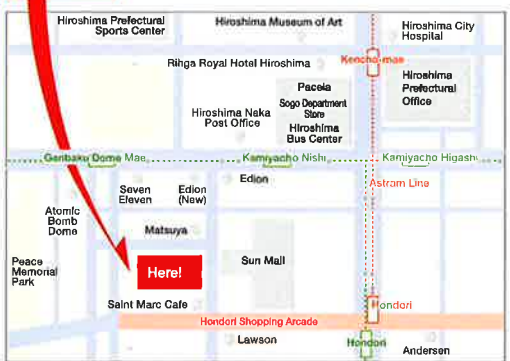 Hiroshima Prefectural
Sports Center
Hiroshima Museum of Art
Hiroshima City
Hospital
Rihga Royal Hotel Hiroshima
Kencho-mae
Hiroshima
Prefectural
Office
Pacela
Sogo Department
Store
Hiroshima
Bus Center
Hiroshima Naka
Post Office
Genbaku Dome Mae
Kamiyacho Nishi
Kamiyacho Higashi
Edion
Astram Line
Seven
Eleven
Edion
(New)
Atomic
Bomb
Dome
Matsuya
Peace
Memorial
Park
Here!
Sun Mall
Saint Marc Cafe
Hondori
Hondori Shopping Arcade
Lawson
Hondori
Andersen